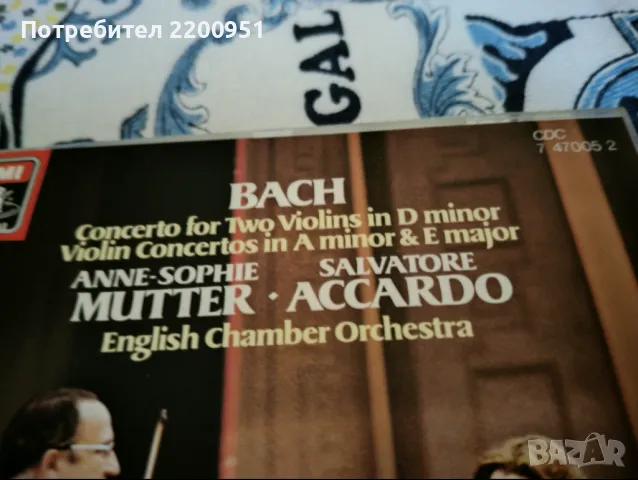 Потребител 2200951
GAL
CDC
7 47005 2
EMI
BACH
Concerto for Two Violins in D minor
Violin Concertos in A minor & E major
ANNE-SOPHIE SALVATORE
MUTTER · ACCARDO
English Chamber Orchestra
BAZAR